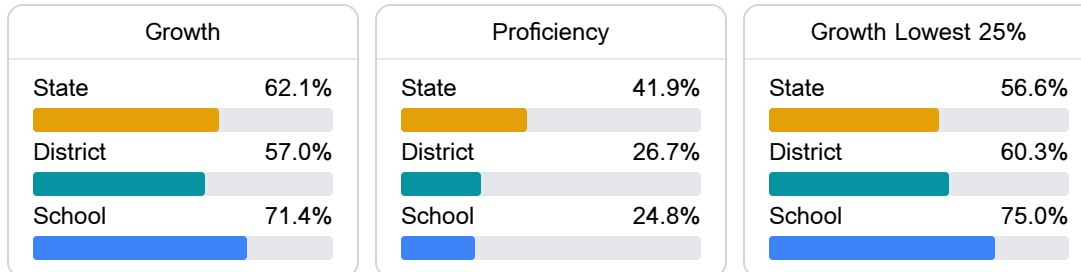 Growth
State 62.1%
District 57.0%
School 71.4%
Proficiency
State 41.9%
District 26.7%
School 24.8%
Growth Lowest 25%
State 56.6%
District 60.3%
School 75.0%